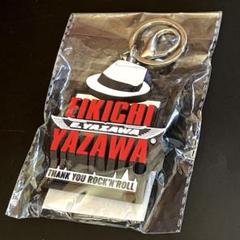 EIKICHI
E.YAZAWA
YAZAWA
THANK YOU ROCK'N'ROLL